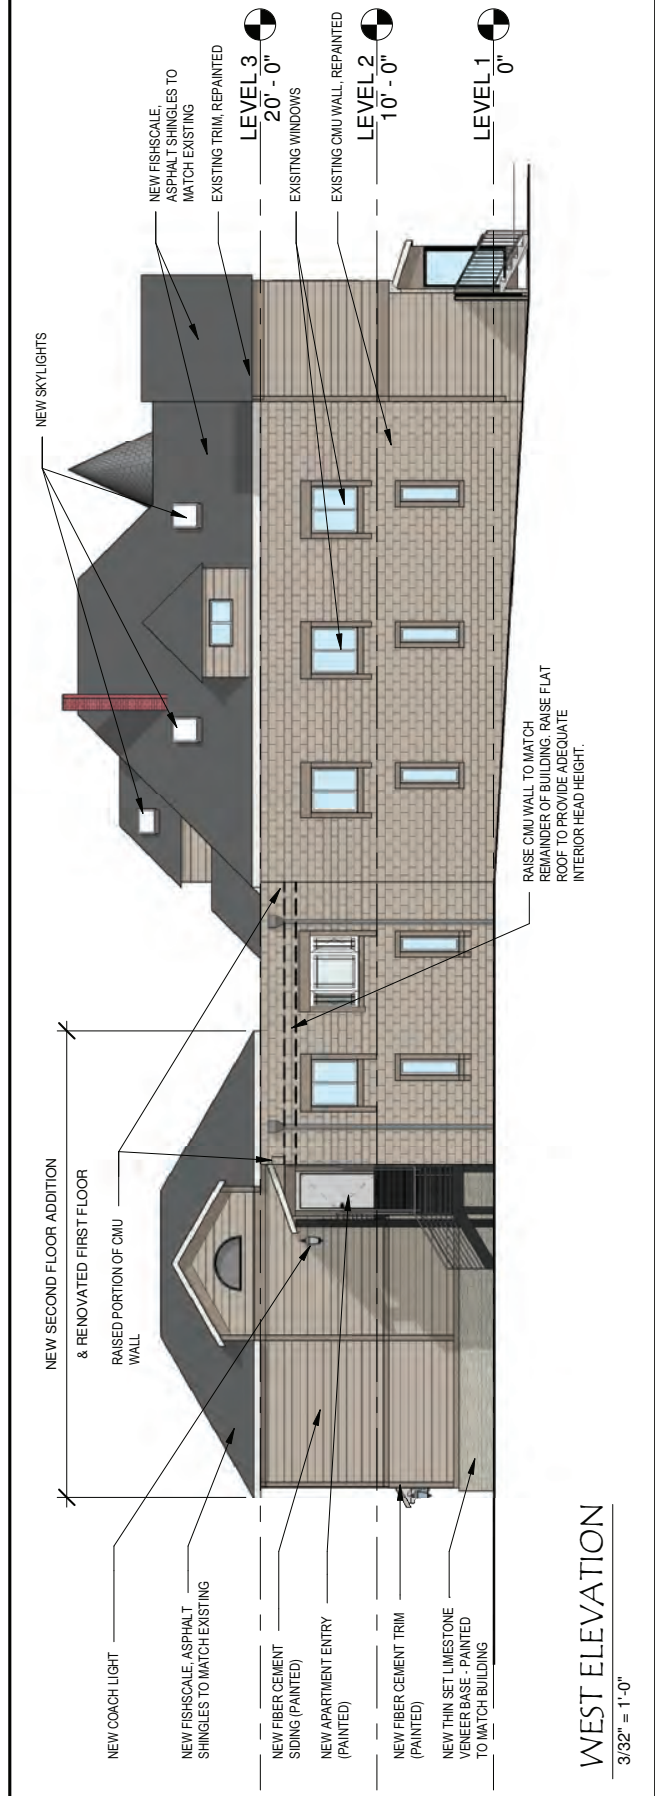 NEW SKYLIGHTS
NEW FISHSCALE,
ASPHALT SHINGLES TO
MATCH EXISTING
EXISTING TRIM, REPAINTED
LEVEL 3
20' - 0"
EXISITNG WINDOWS
LEVEL 2
10' - 0"
EXISTING CMU WALL, REPAINTED
LEVEL 1
0"
NEW SECOND FLOOR ADDITION
& RENOVATED FIRST FLOOR
RAISED PORTION OF CMU
WALL
NEW COACH LIGHT
NEW FISHSCALE, ASPHALT
SHINGLES TO MATCH EXISTING
NEW FIBER CEMENT
SIDING (PAINTED)
NEW APARTMENT ENTRY
(PAINTED)
NEW FIBER CEMENT TRIM
(PAINTED)
NEW THIN SET LIMESTONE
VENEER BASE - PAINTED
TO MATCH BUILDING
RAISE CMU WALL TO MATCH
REMAINDER OF BUILDING. RAISE FLAT
ROOF TO PROVIDE ADEQUATE
INTERIOR HEAD HEIGHT.
WEST ELEVATION
3/32" = 1'-0"